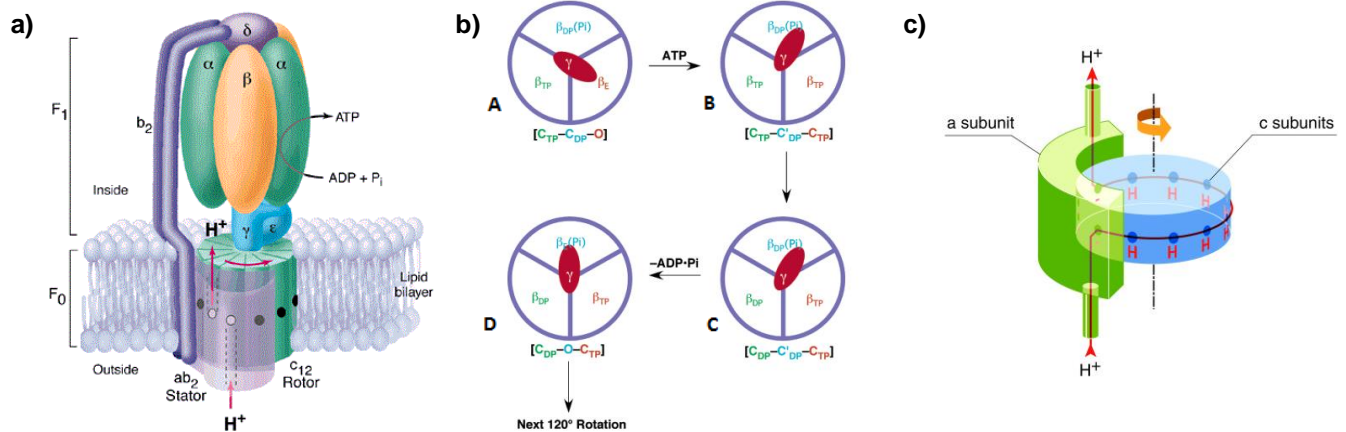 a)
F1
F0
b2
δ
α
β
α
ATP
ADP + Pi
Inside
H+
γ
ε
Lipid
bilayer
Outside
ab2
Stator
c12
Rotor
H+
b)
βDP(Pi)
γ
βTP
βE
A
[CTP–CDP–O]
ATP
βDP(Pi)
γ
βTP
βTP
B
[CTP–C'DP–CTP]
βDP(Pi)
γ
βDP
βTP
C
[CDP–C'DP–CTP]
–ADP·Pi
βE(Pi)
γ
βDP
βTP
D
[CDP–O–CTP]
Next 120° Rotation
c)
H+
a subunit
c subunits
H H H H
H H H H
H+